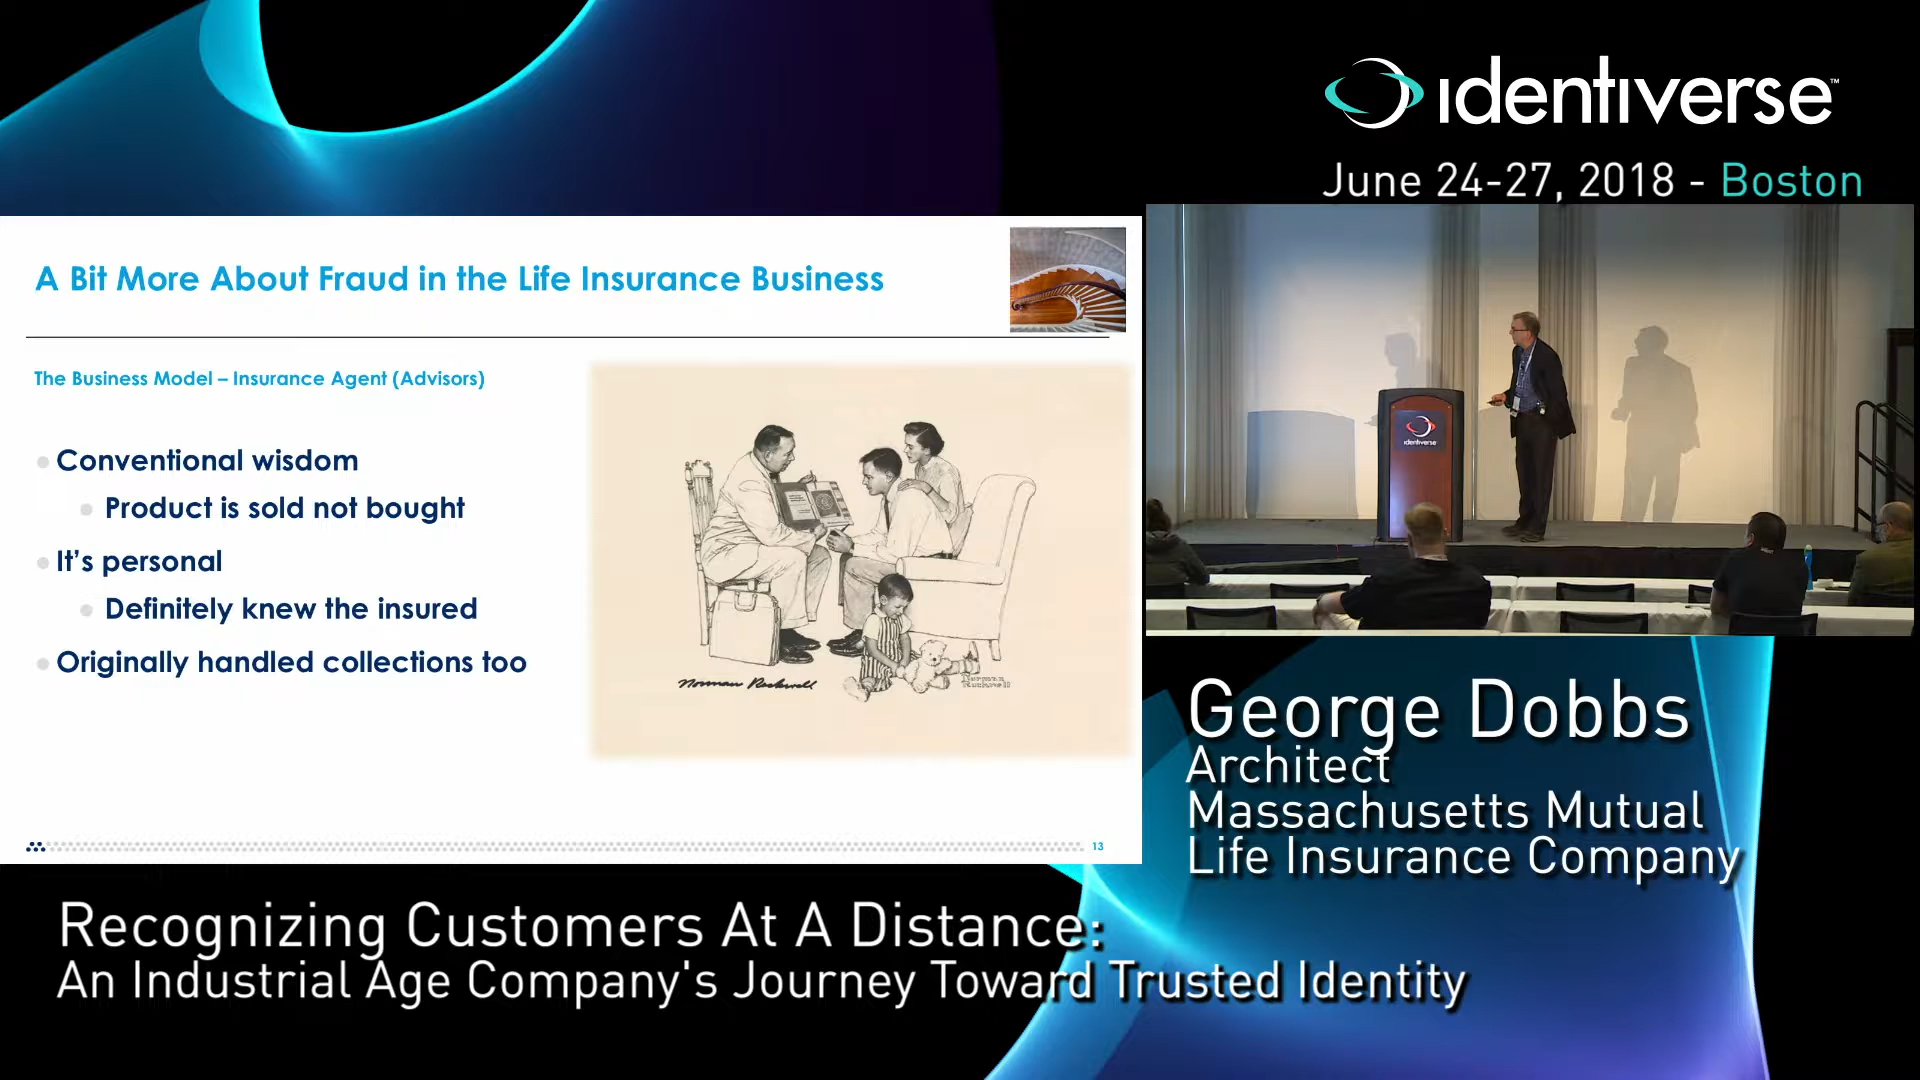 identiverse™
June 24-27, 2018 - Boston
A Bit More About Fraud in the Life Insurance Business
The Business Model – Insurance Agent (Advisors)
Conventional wisdom
Product is sold not bought
It's personal
Definitely knew the insured
Originally handled collections too
Norman Rockwell
Norman
Rockwell
13
identiverse
George Dobbs
Architect
Massachusetts Mutual
Life Insurance Company
Recognizing Customers At A Distance:
An Industrial Age Company's Journey Toward Trusted Identity